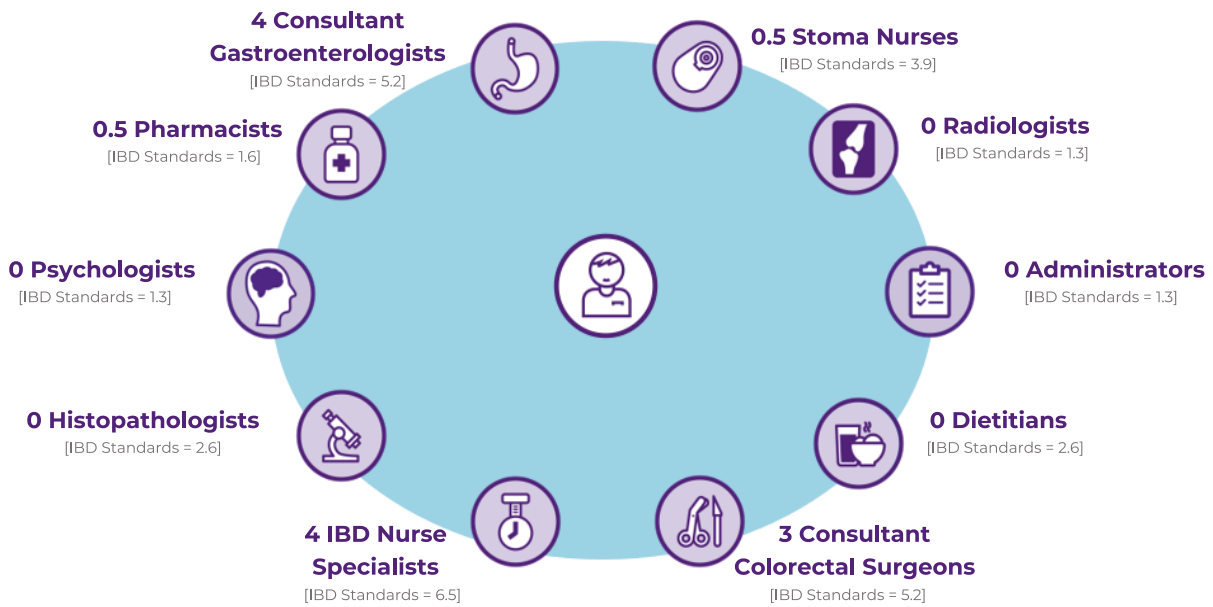 4 Consultant
Gastroenterologists
[IBD Standards = 5.2]
0.5 Stoma Nurses
[IBD Standards = 3.9]
0.5 Pharmacists
[IBD Standards = 1.6]
0 Radiologists
[IBD Standards = 1.3]
0 Psychologists
[IBD Standards = 1.3]
0 Administrators
[IBD Standards = 1.3]
0 Histopathologists
[IBD Standards = 2.6]
0 Dietitians
[IBD Standards = 2.6]
4 IBD Nurse
Specialists
[IBD Standards = 6.5]
3 Consultant
Colorectal Surgeons
[IBD Standards = 5.2]